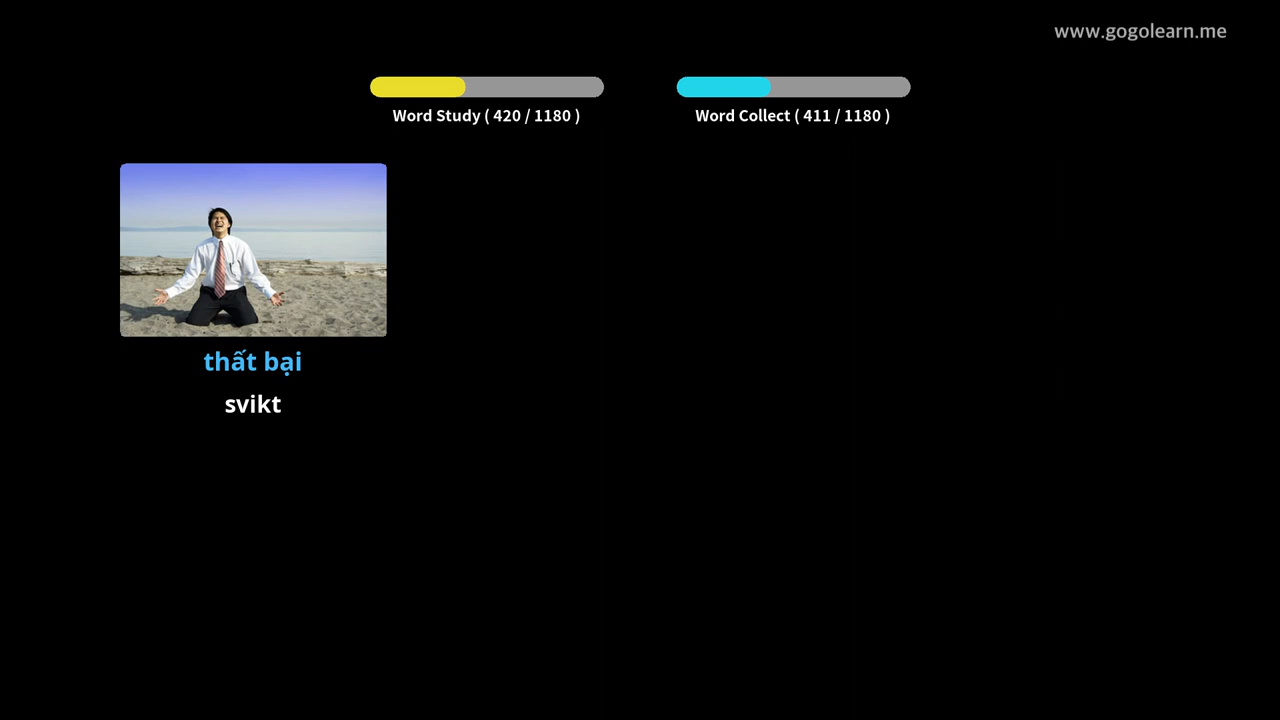 www.gogolearn.me
Word Study ( 420 / 1180 )
Word Collect ( 411 / 1180 )
thất bại
svikt